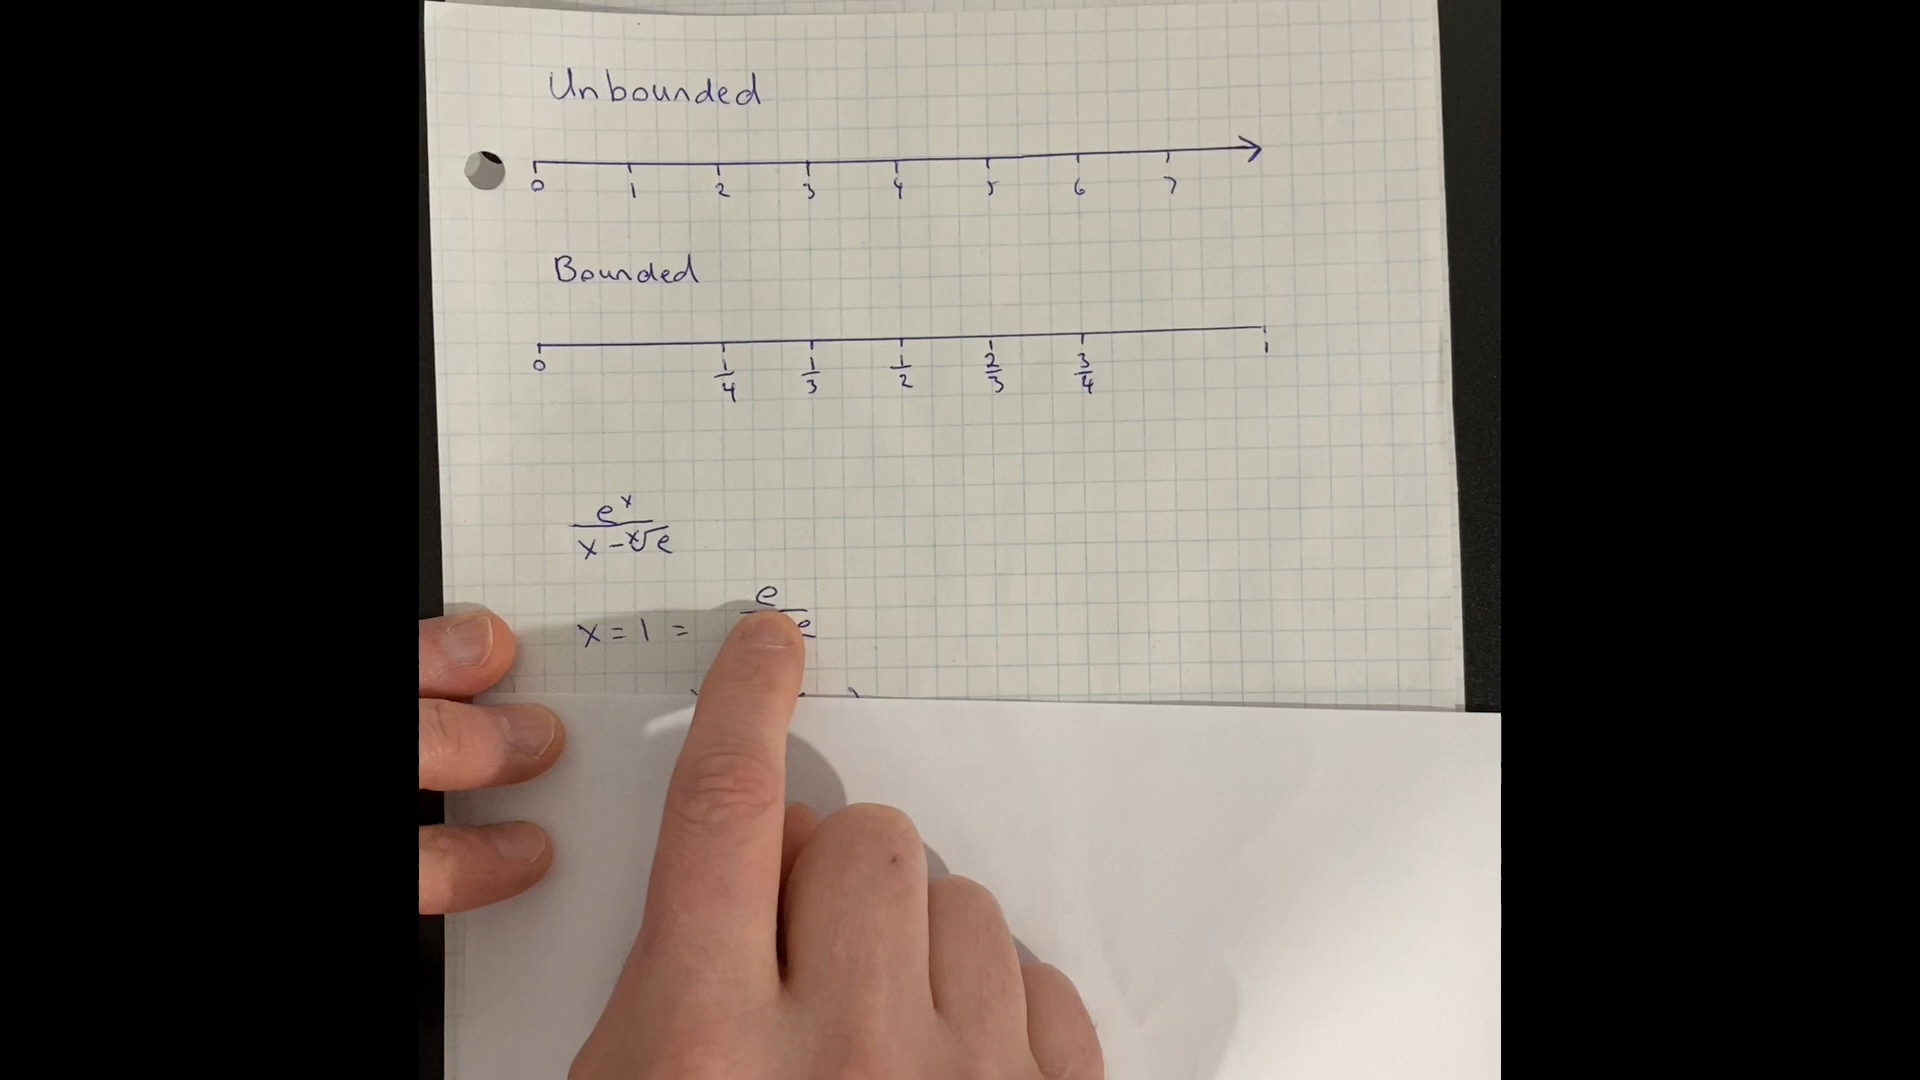 Unbounded
0 1 2 3 4 5 6 7
Bounded
0 1/4 1/3 1/2 2/3 3/4 1
e^x
x - ˣ√e
e
x = 1 = e